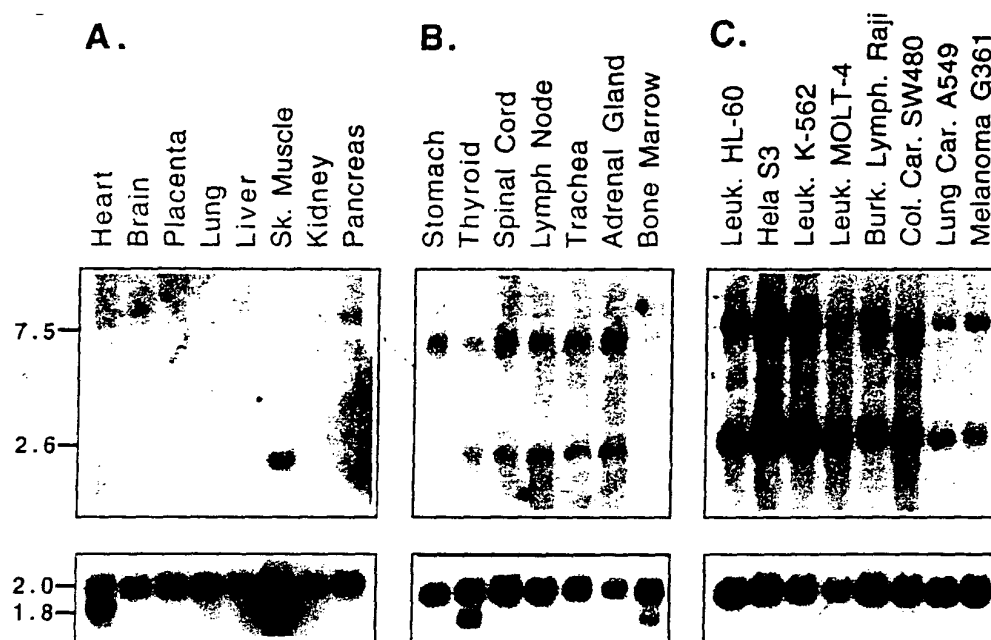 A.
B.
C.
Heart
Brain
Placenta
Lung
Liver
Sk. Muscle
Kidney
Pancreas
Stomach
Thyroid
Spinal Cord
Lymph Node
Trachea
Adrenal Gland
Bone Marrow
Leuk. HL-60
Hela S3
Leuk. K-562
Leuk. MOLT-4
Burk. Lymph. Raji
Col. Car. SW480
Lung Car. A549
Melanoma G361
7.5
2.6
2.0
1.8